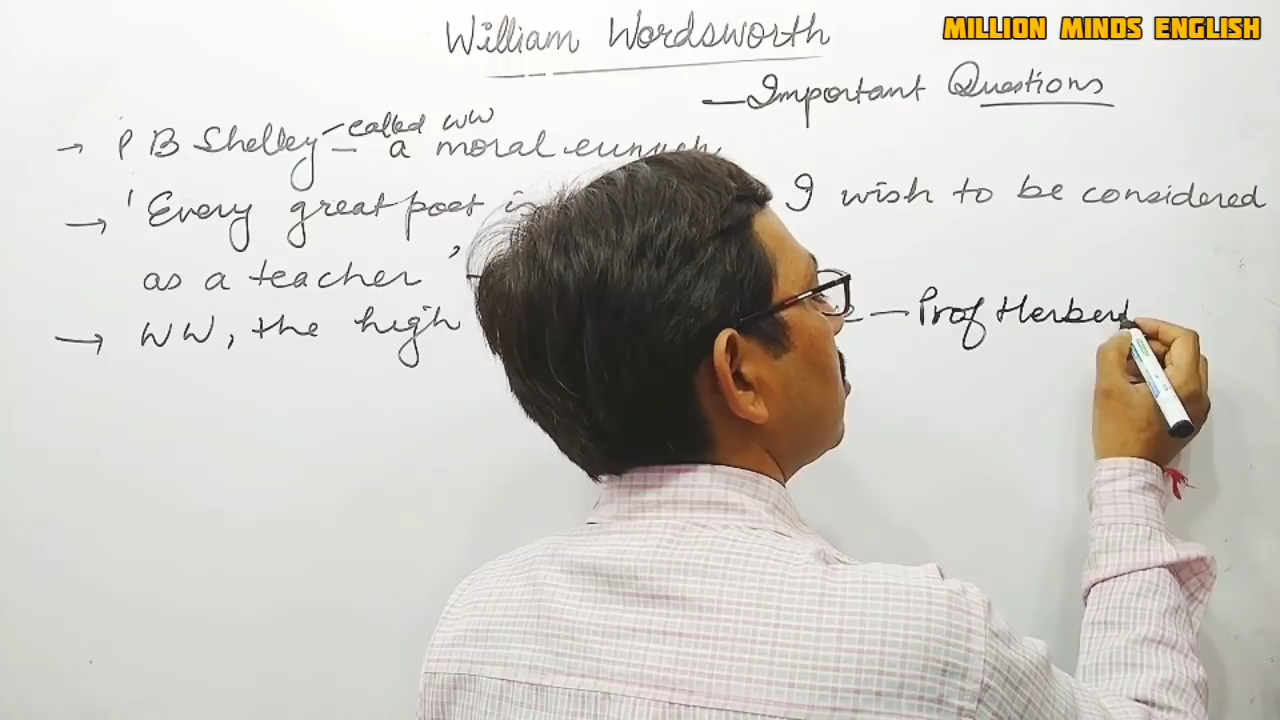 MILLION MINDS ENGLISH
William Wordsworth
— Important Questions
called WW
→ P B Shelley — a moral eunuch
→ 'Every great poet I wish to be considered
as a teacher'
→ WW, the high — Prof Herbert